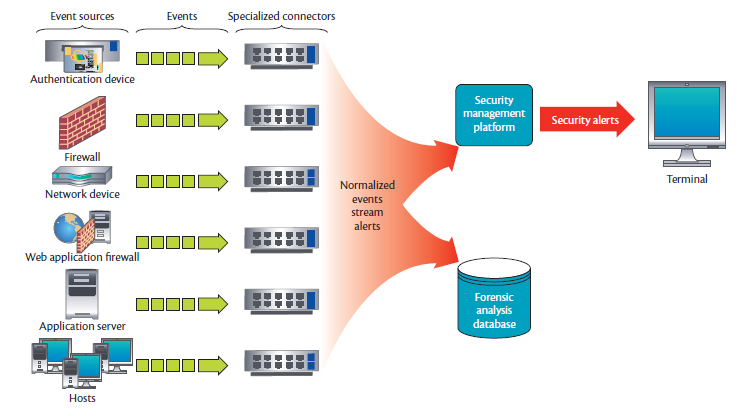 Event sources
Events
Specialized connectors
Authentication device
Firewall
Network device
Web application firewall
Application server
Hosts
Normalized
events
stream
alerts
Security
management
platform
Security alerts
Terminal
Forensic
analysis
database